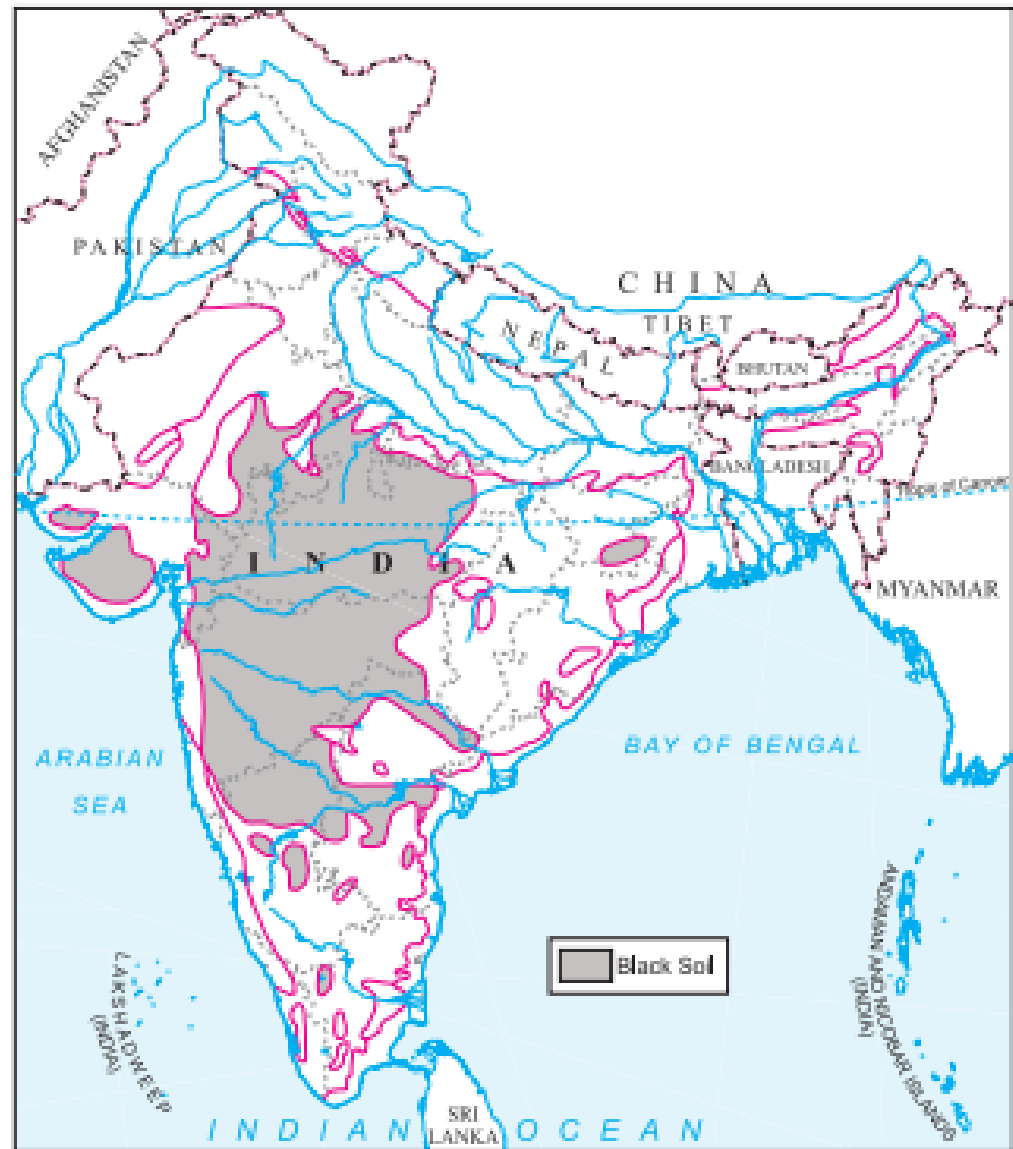 AFGHANISTAN
PAKISTAN
CHINA
TIBET
NEPAL
BHUTAN
BANGLADESH
Tropic of Cancer
INDIA
MYANMAR
ARABIAN
SEA
BAY OF BENGAL
Black Soil
LAKSHADWEEP
(INDIA)
ANDAMAN AND NICOBAR ISLANDS
(INDIA)
SRI
LANKA
INDIAN OCEAN